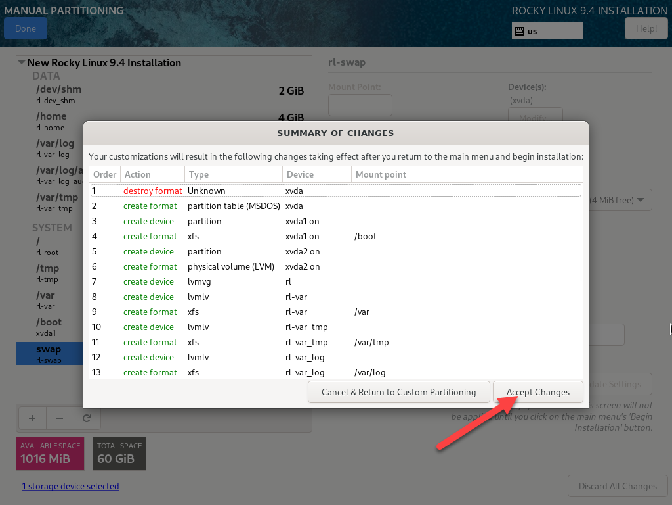 MANUAL PARTITIONING
ROCKY LINUX 9.4 INSTALLATION
Done
us
Help!
New Rocky Linux 9.4 Installation
DATA
/dev/shm 2 GiB
rl-dev_shm
/home 4 GiB
rl-home
/var/log
rl-var_log
rl-var_log_au
/var/tmp
rl-var_tmp
SYSTEM
/
rl-root
/tmp
rl-tmp
/var
rl-var
/boot
xvda1
swap
rl-swap
rl-swap
Mount Point:
Device(s):
(xvda)
Modify
(4 MiB free)
SUMMARY OF CHANGES
Your customizations will result in the following changes taking effect after you return to the main menu and begin installation:
Order Action Type Device Mount point
1 destroy format Unknown xvda
2 create format partition table (MSDOS) xvda
3 create device partition xvda1 on
4 create format xfs xvda1 on /boot
5 create device partition xvda2 on
6 create format physical volume (LVM) xvda2 on
7 create device lvmvg rl
8 create device lvmlv rl-var
9 create format xfs rl-var /var
10 create device lvmlv rl-var_tmp
11 create format xfs rl-var_tmp /var/tmp
12 create device lvmlv rl-var_log
13 create format xfs rl-var_log /var/log
Cancel & Return to Custom Partitioning
Accept Changes
Settings
screen will not
be applied until you click on the main menu's 'Begin
Installation' button.
AVAILABLE SPACE
1016 MiB
TOTAL SPACE
60 GiB
1 storage device selected
Discard All Changes